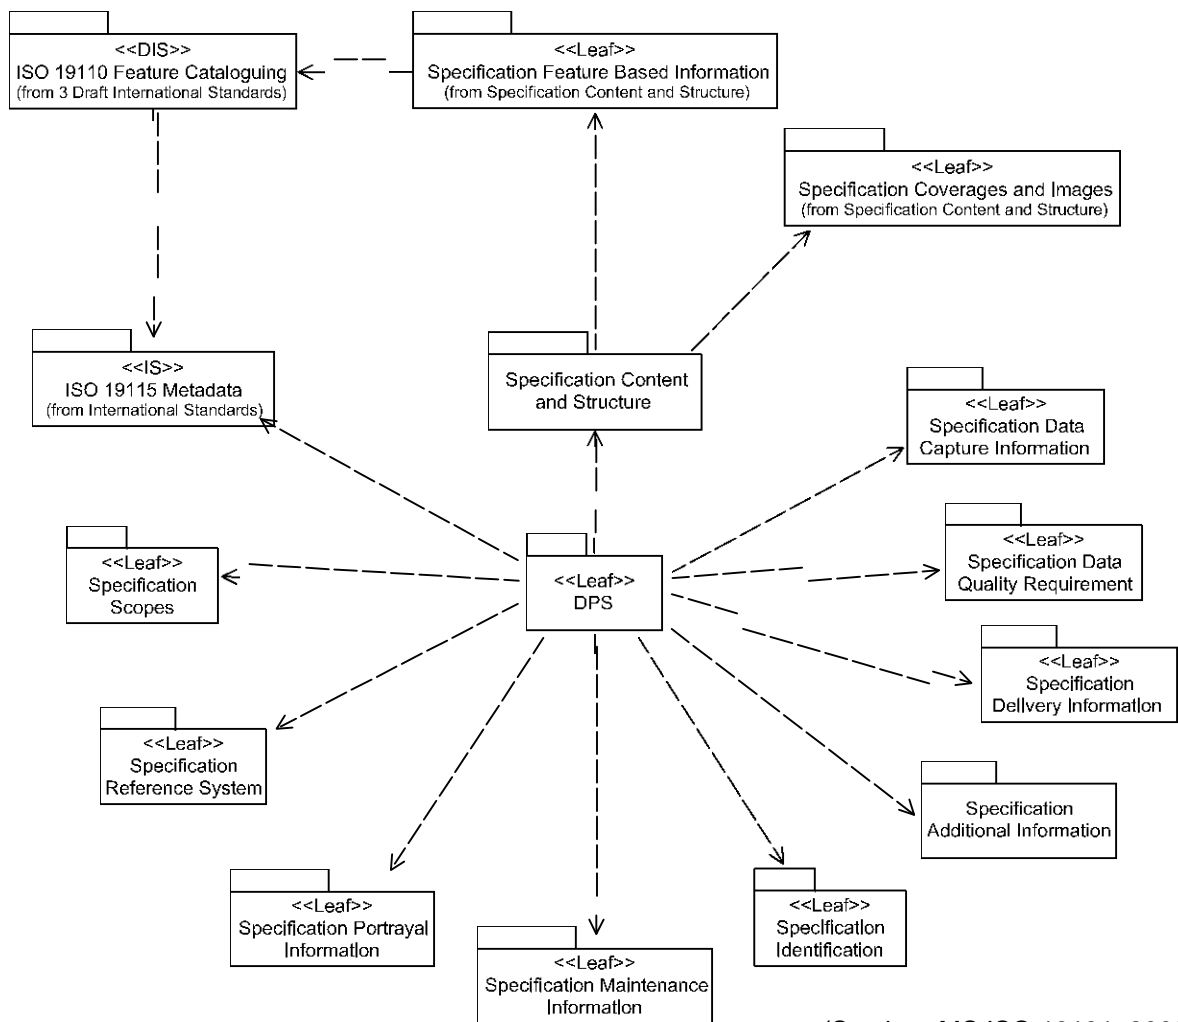 <<DIS>>
ISO 19110 Feature Cataloguing
(from 3 Draft International Standards)
<<Leaf>>
Specification Feature Based Information
(from Specification Content and Structure)
<<Leaf>>
Specification Coverages and Images
(from Specification Content and Structure)
<<IS>>
ISO 19115 Metadata
(from International Standards)
Specification Content
and Structure
<<Leaf>>
Specification Data
Capture Information
<<Leaf>>
Specification Data
Quality Requirement
<<Leaf>>
Specification
Scopes
<<Leaf>>
DPS
<<Leaf>>
Specification
Delivery Information
<<Leaf>>
Specification
Reference System
Specification
Additional Information
<<Leaf>>
Specification Portrayal
Information
<<Leaf>>
Specification
Identification
<<Leaf>>
Specification Maintenance
Information